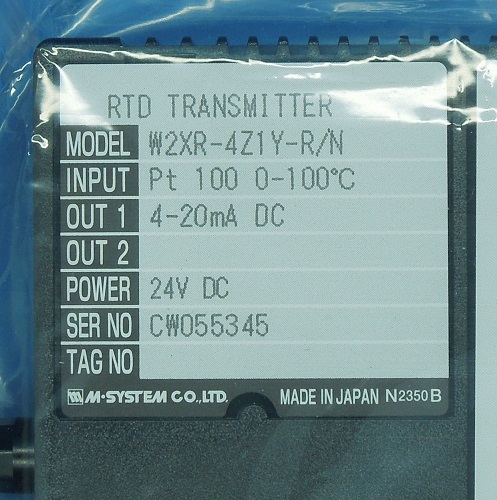 RTD TRANSMITTER
MODEL W2XR-4Z1Y-R/N
INPUT Pt 100 0-100℃
OUT 1 4-20mA DC
OUT 2
POWER 24V DC
SER NO CW055345
TAG NO
M-SYSTEM CO.,LTD. MADE IN JAPAN N2350B